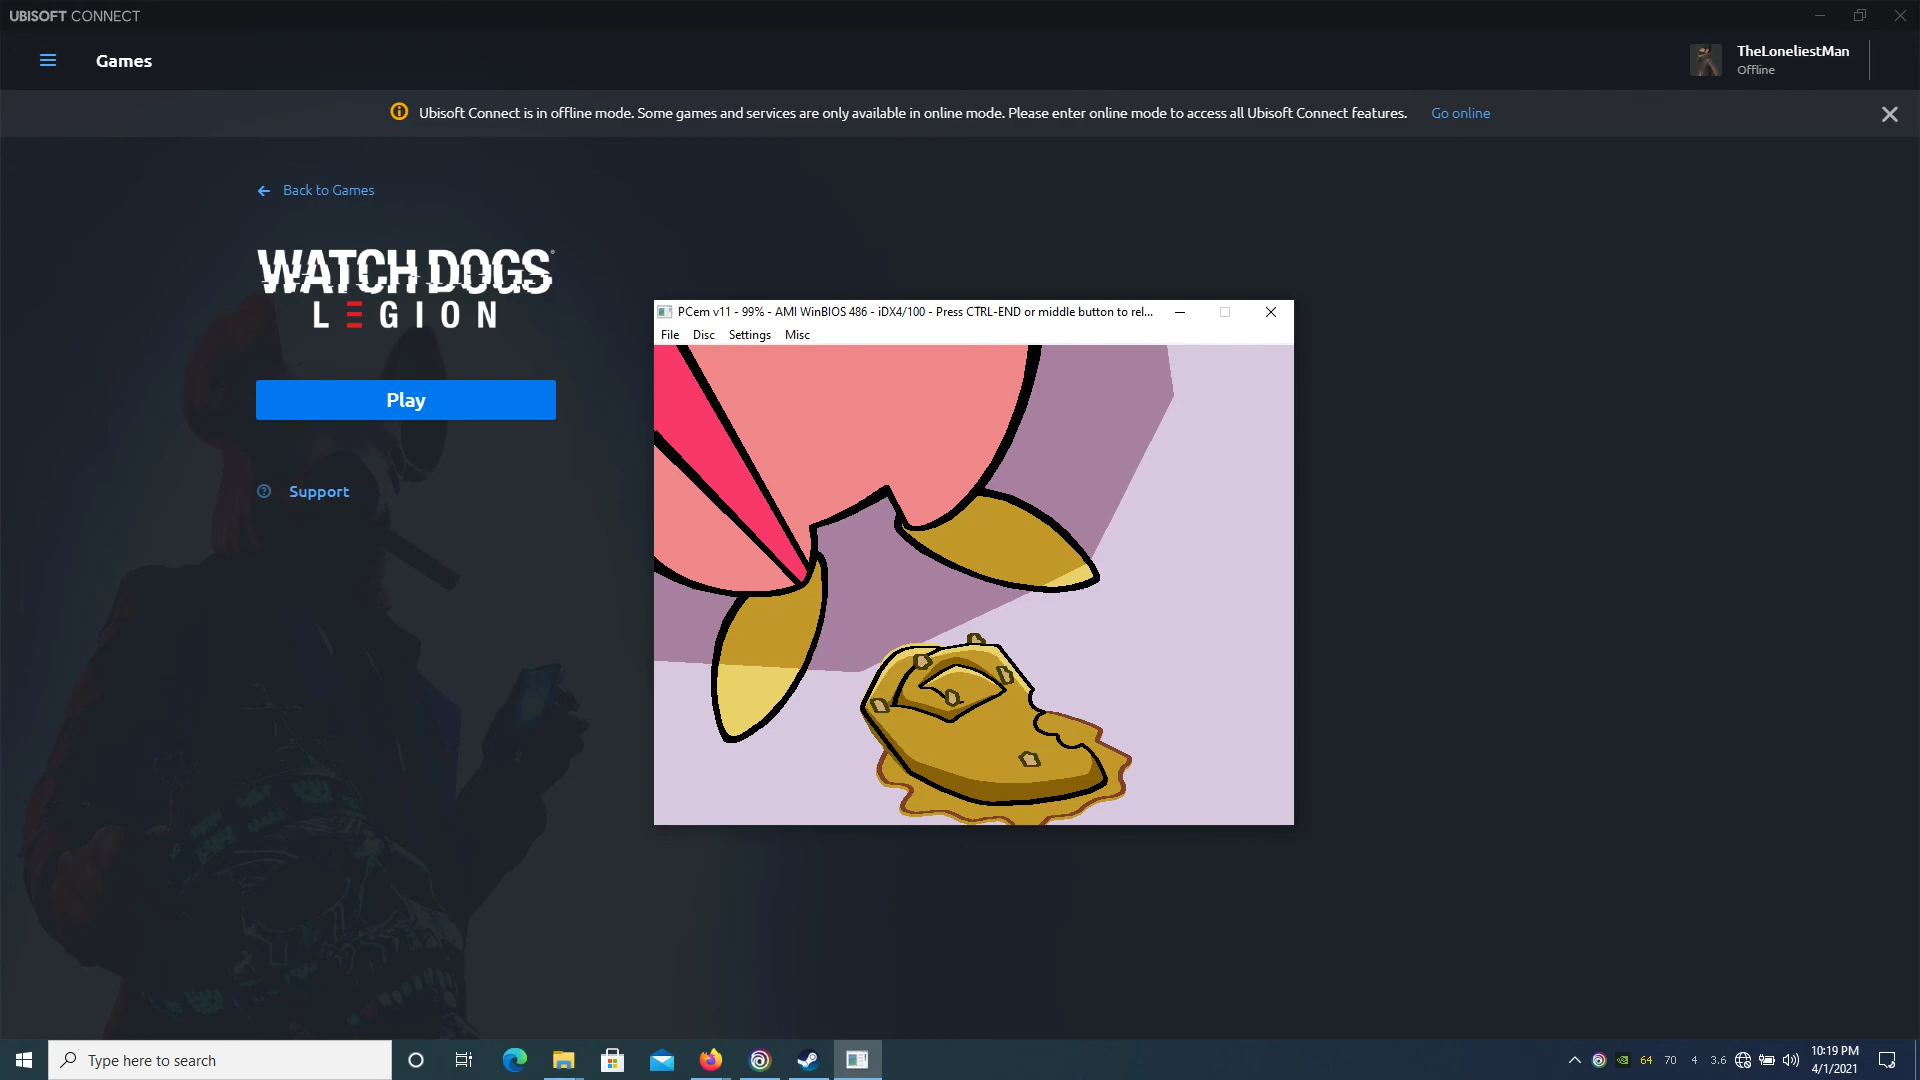 UBISOFT CONNECT
Games
TheLoneliestMan
Offline
Ubisoft Connect is in offline mode. Some games and services are only available in online mode. Please enter online mode to access all Ubisoft Connect features. Go online
Back to Games
WATCH DOGS
LEGION
Play
Support
PCem v11 - 99% - AMI WinBIOS 486 - iDX4/100 - Press CTRL-END or middle button to rel...
File Disc Settings Misc
Type here to search
64 70 4 3.6
10:19 PM
4/1/2021